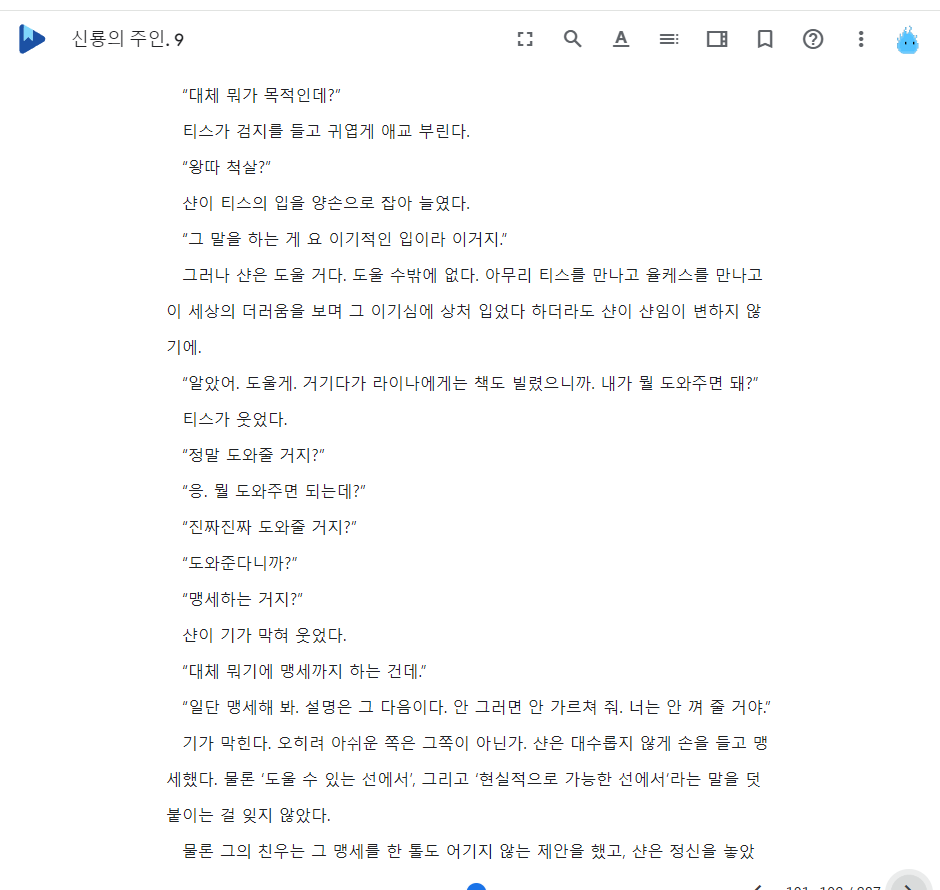 신룡의 주인. 9
“대체 뭐가 목적인데?”
티스가 검지를 들고 귀엽게 애교 부린다.
“왕따 척살?”
샨이 티스의 입을 양손으로 잡아 늘였다.
“그 말을 하는 게 요 이기적인 입이라 이거지.”
그러나 샨은 도울 거다. 도울 수밖에 없다. 아무리 티스를 만나고 율케스를 만나고
이 세상의 더러움을 보며 그 이기심에 상처 입었다 하더라도 샨이 샨임이 변하지 않
기에.
“알았어. 도울게. 거기다가 라이나에게는 책도 빌렸으니까. 내가 뭘 도와주면 돼?”
티스가 웃었다.
“정말 도와줄 거지?”
“응. 뭘 도와주면 되는데?”
“진짜진짜 도와줄 거지?”
“도와준다니까?”
“맹세하는 거지?”
샨이 기가 막혀 웃었다.
“대체 뭐기에 맹세까지 하는 건데.”
“일단 맹세해 봐. 설명은 그 다음이다. 안 그러면 안 가르쳐 줘. 너는 안 껴 줄 거야.”
기가 막힌다. 오히려 아쉬운 쪽은 그쪽이 아닌가. 샨은 대수롭지 않게 손을 들고 맹
세했다. 물론 ‘도울 수 있는 선에서’, 그리고 ‘현실적으로 가능한 선에서’라는 말을 덧
붙이는 걸 잊지 않았다.
물론 그의 친우는 그 맹세를 한 톨도 어기지 않는 제안을 했고, 샨은 정신을 놓았